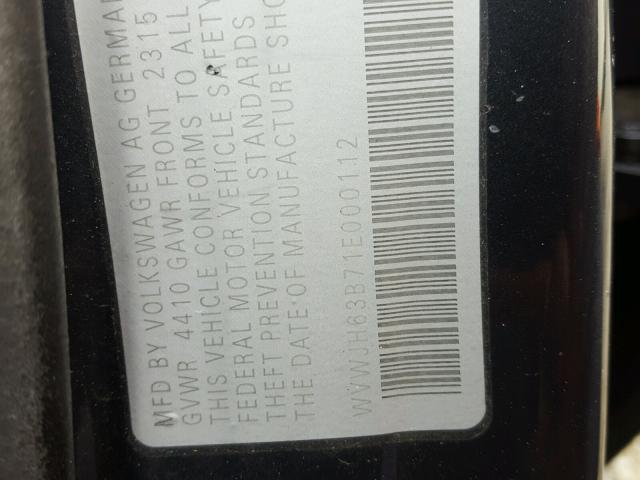 MFD BY VOLKSWAGEN AG GERMA
GVWR 4410 GAWR FRONT 2315
THIS VEHICLE CONFORMS TO ALL
FEDERAL MOTOR VEHICLE SAFETY
THEFT PREVENTION STANDARDS
THE DATE OF MANUFACTURE SHO
WVWJH63B71E000112